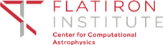 FLATIRON
INSTITUTE
Center for Computational
Astrophysics